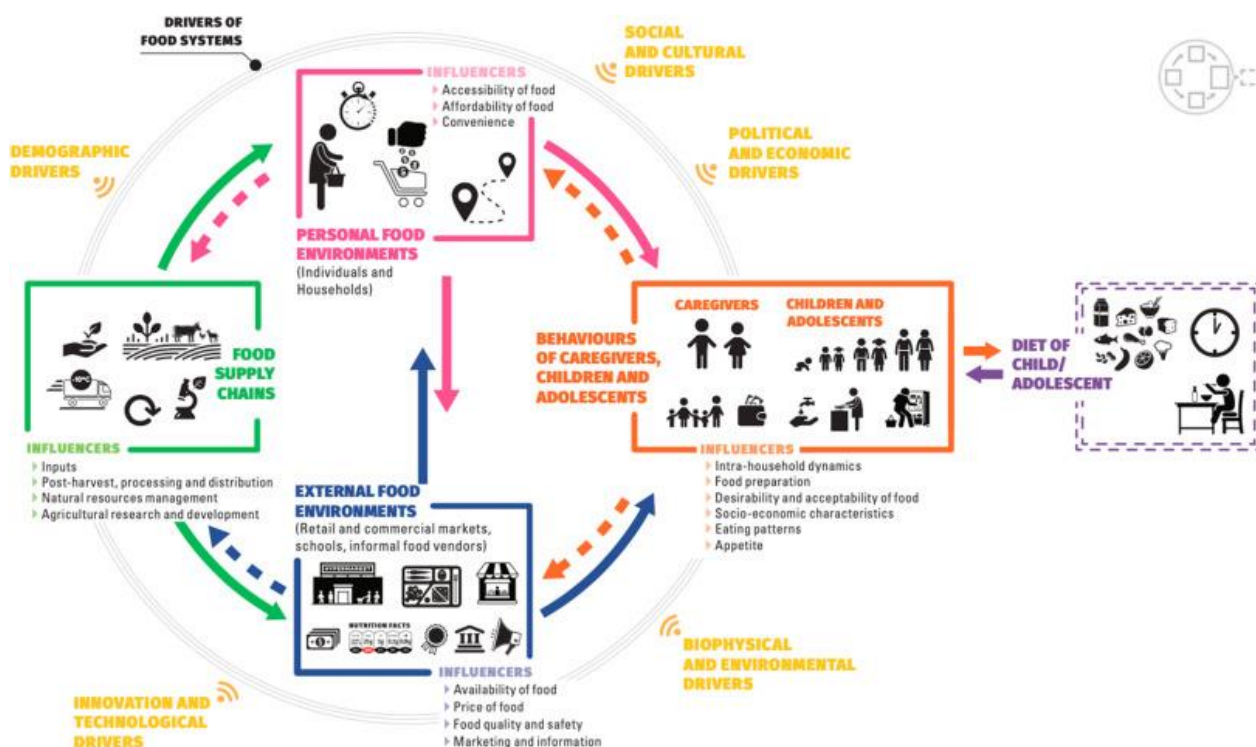 DRIVERS OF
FOOD SYSTEMS
SOCIAL
AND CULTURAL
DRIVERS
INFLUENCERS
Accessibility of food
Affordability of food
Convenience
DEMOGRAPHIC
DRIVERS
POLITICAL
AND ECONOMIC
DRIVERS
PERSONAL FOOD
ENVIRONMENTS
(Individuals and
Households)
-10°C
FOOD
SUPPLY
CHAINS
INFLUENCERS
Inputs
Post-harvest, processing and distribution
Natural resources management
Agricultural research and development
BEHAVIOURS
OF CAREGIVERS,
CHILDREN AND
ADOLESCENTS
CAREGIVERS
CHILDREN AND
ADOLESCENTS
INFLUENCERS
Intra-household dynamics
Food preparation
Desirability and acceptability of food
Socio-economic characteristics
Eating patterns
Appetite
DIET OF
CHILD/
ADOLESCENT
EXTERNAL FOOD
ENVIRONMENTS
(Retail and commercial markets,
schools, informal food vendors)
NUTRITION FACTS
INFLUENCERS
Availability of food
Price of food
Food quality and safety
Marketing and information
BIOPHYSICAL
AND ENVIRONMENTAL
DRIVERS
INNOVATION AND
TECHNOLOGICAL
DRIVERS